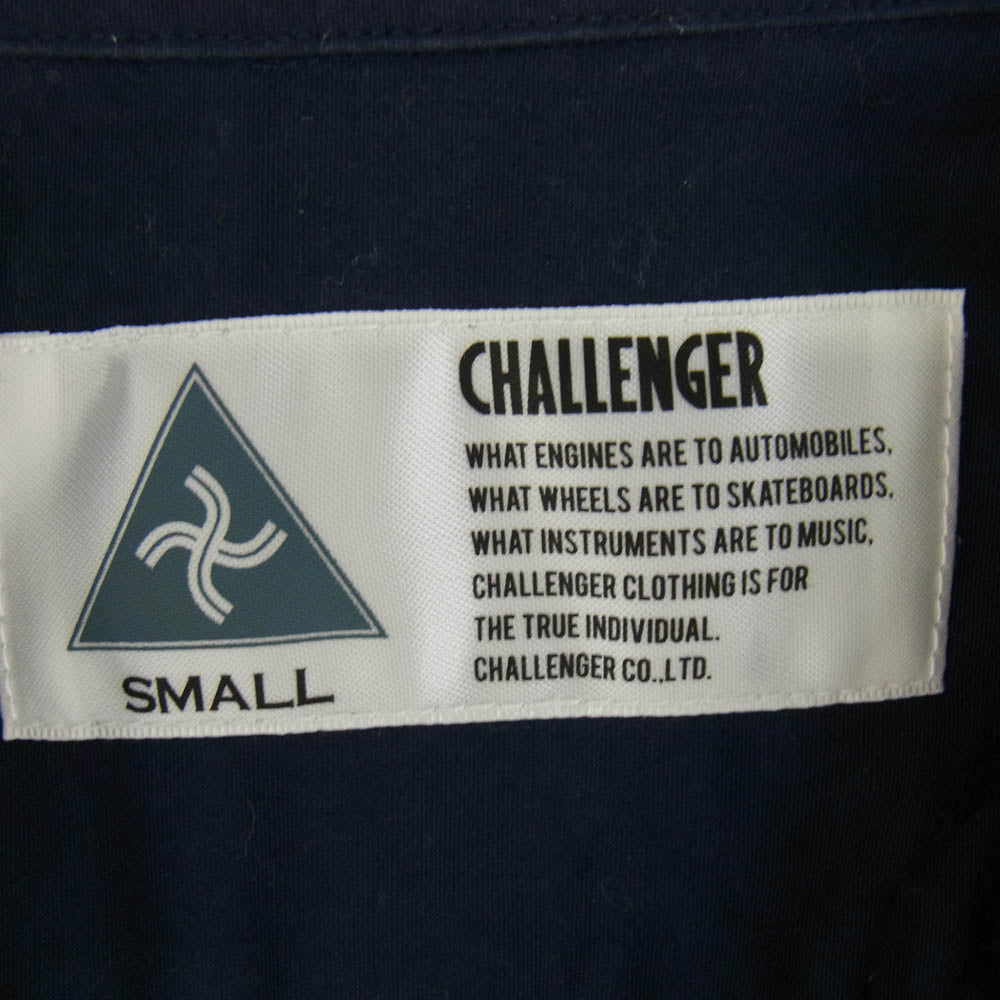 SMALL
CHALLENGER
WHAT ENGINES ARE TO AUTOMOBILES,
WHAT WHEELS ARE TO SKATEBOARDS,
WHAT INSTRUMENTS ARE TO MUSIC,
CHALLENGER CLOTHING IS FOR
THE TRUE INDIVIDUAL.
CHALLENGER CO.,LTD.